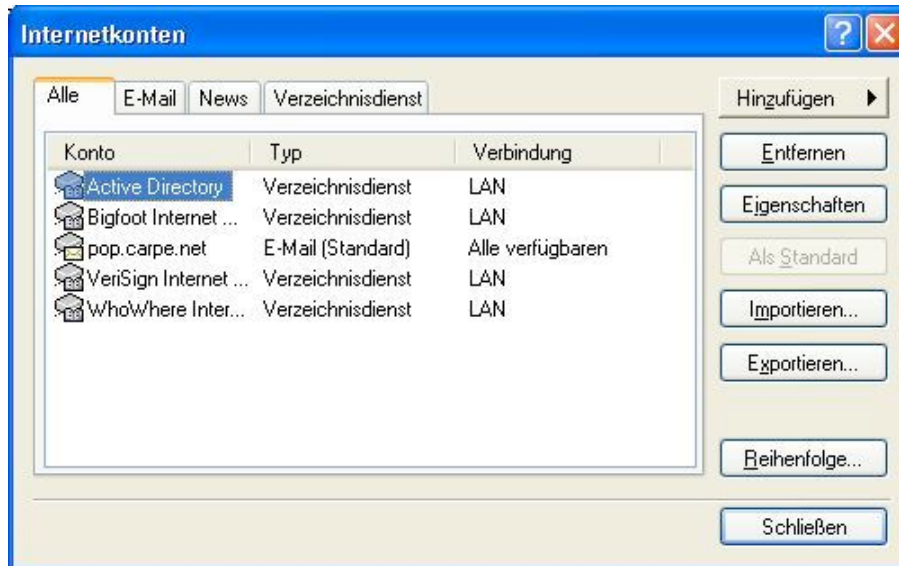 Internetkonten
Alle E-Mail News Verzeichnisdienst
Hinzufügen
Konto Typ Verbindung
Entfernen
Active Directory Verzeichnisdienst LAN
Eigenschaften
Bigfoot Internet ... Verzeichnisdienst LAN
pop.carpe.net E-Mail (Standard) Alle verfügbaren
Als Standard
VeriSign Internet ... Verzeichnisdienst LAN
WhoWhere Inter... Verzeichnisdienst LAN
Importieren...
Exportieren...
Reihenfolge...
Schließen